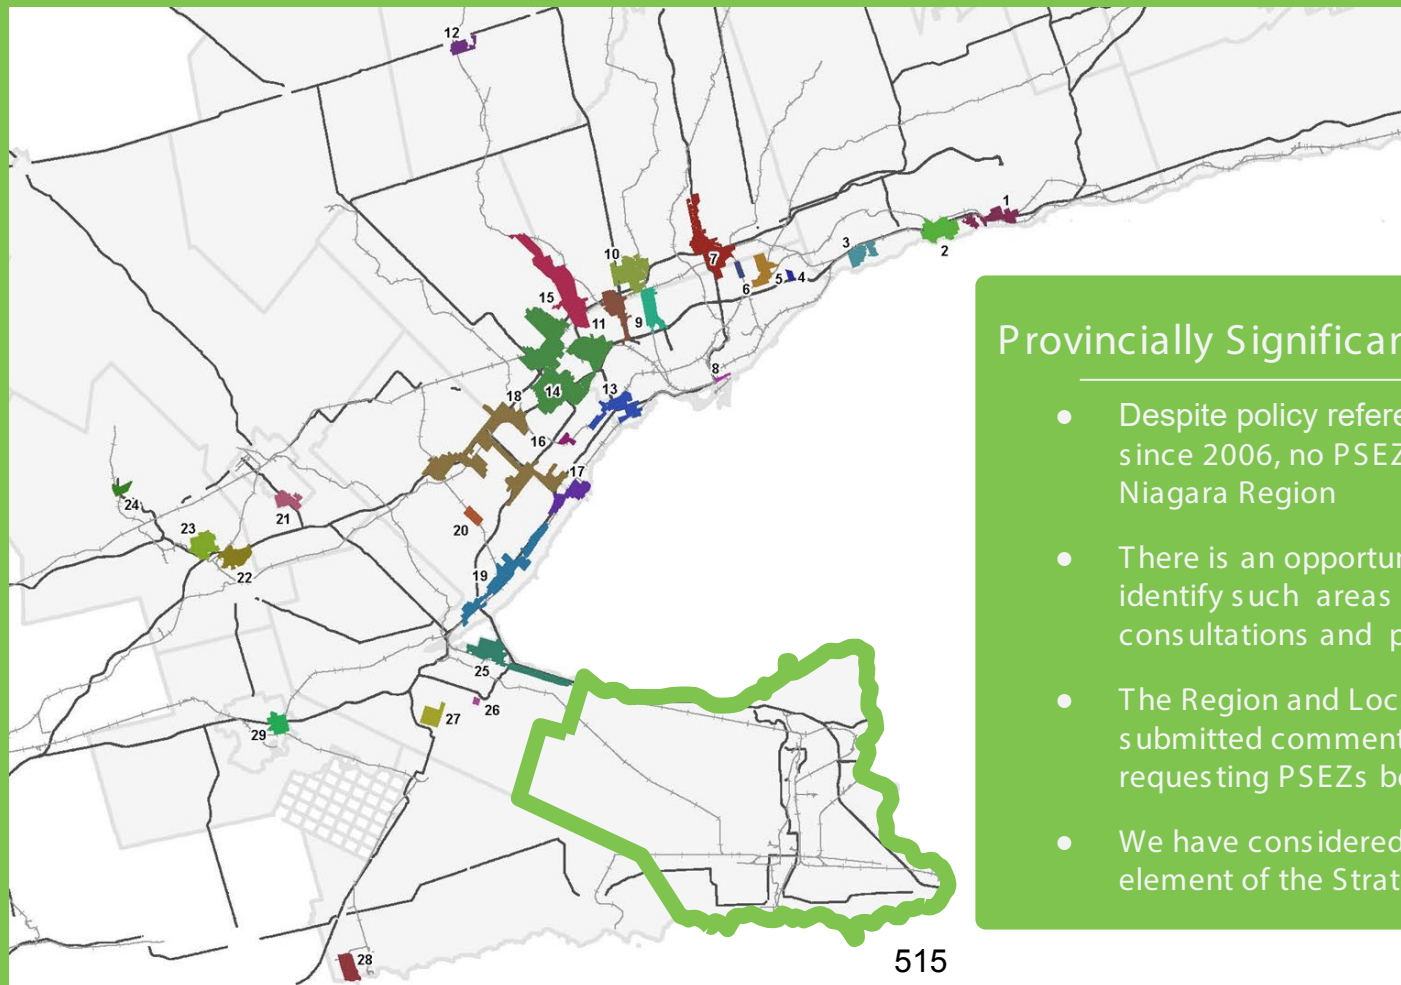 12
1
2
3
4
5
6
7
10
15
11
9
8
13
14
18
16
17
24
21
20
23
22
19
25
26
27
29
28
515
Provincially Significan
● Despite policy refere
since 2006, no PSEZ
Niagara Region
● There is an opportun
identify such areas
consultations and p
● The Region and Loc
submitted comment
requesting PSEZs be
● We have considered
element of the Strat